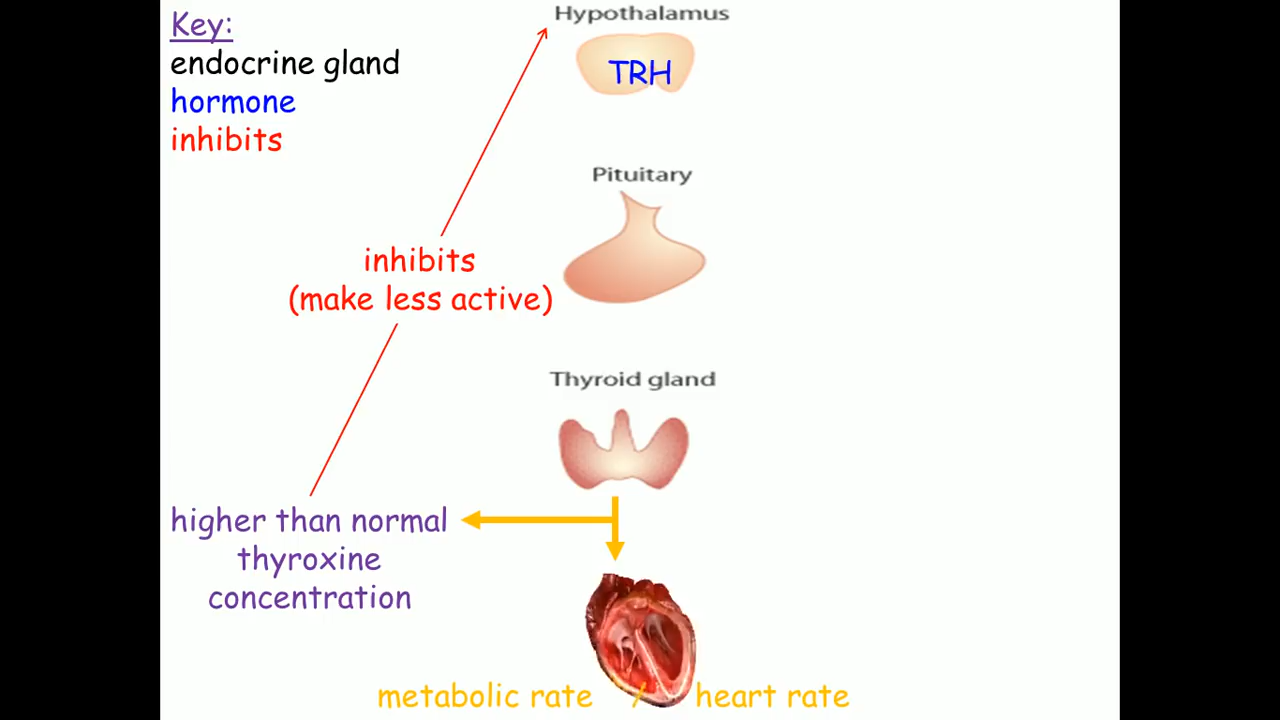 Key:
endocrine gland
hormone
inhibits
Hypothalamus
TRH
Pituitary
inhibits
(make less active)
Thyroid gland
higher than normal
thyroxine
concentration
metabolic rate / heart rate